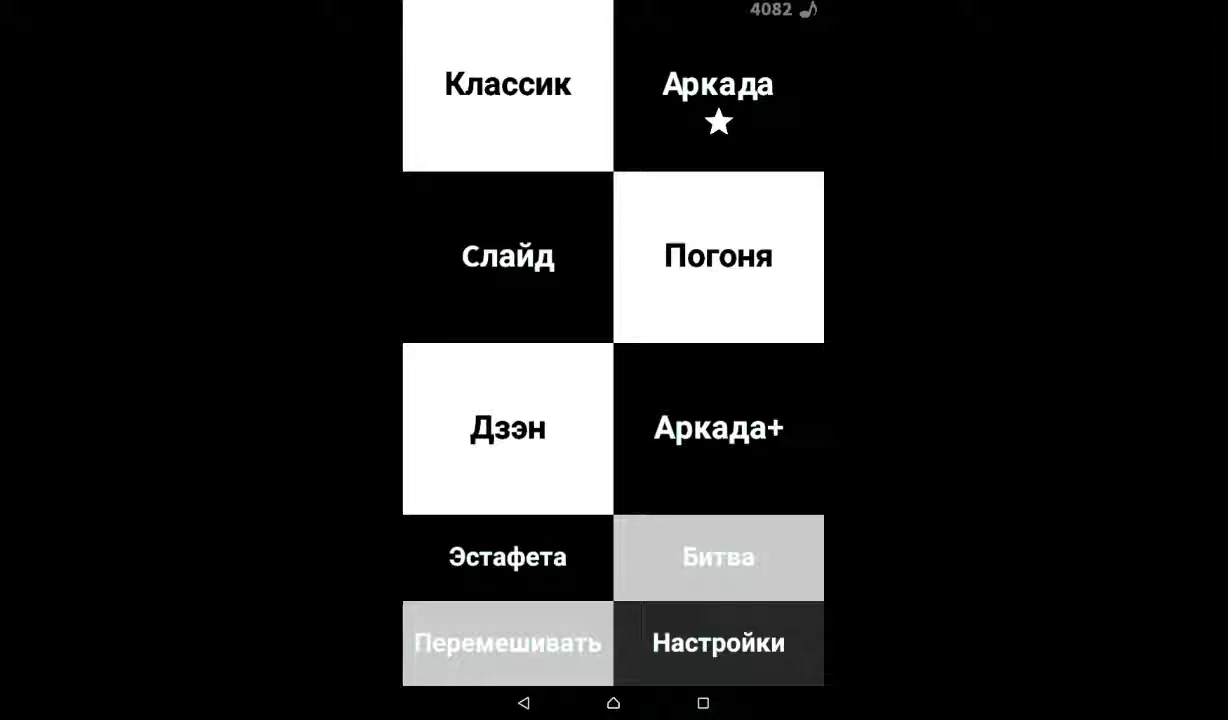 4082
Классик
Аркада
Слайд
Погоня
Дзэн
Аркада+
Эстафета
Битва
Перемешивать
Настройки